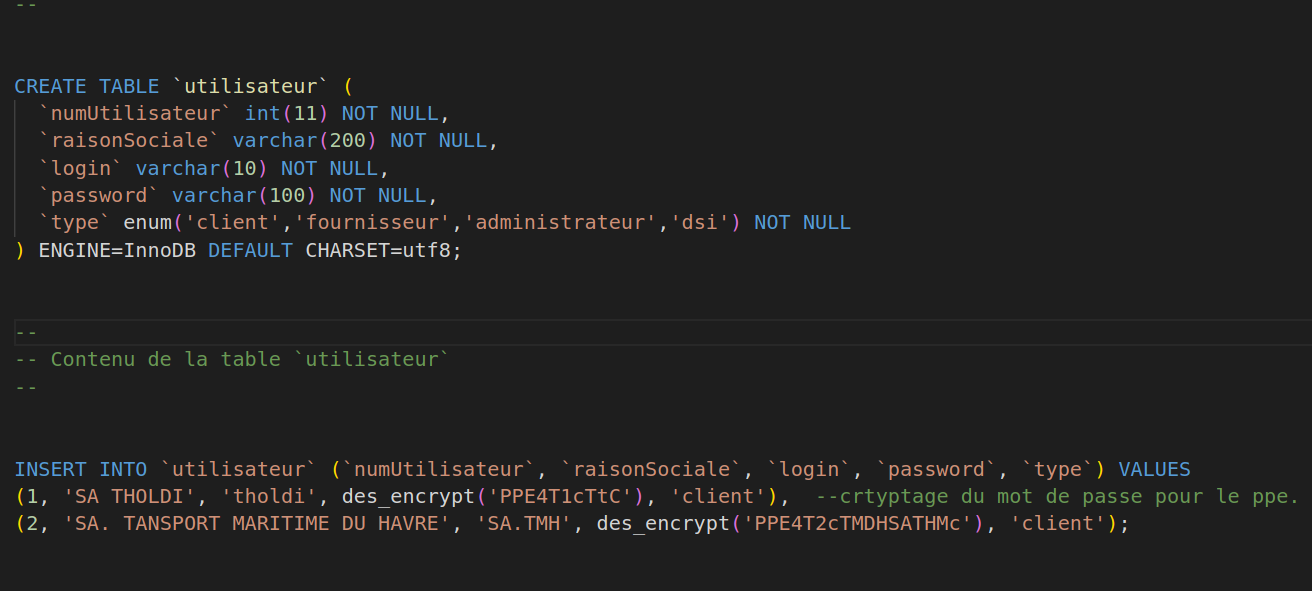 --
CREATE TABLE `utilisateur` (
`numUtilisateur` int(11) NOT NULL,
`raisonSociale` varchar(200) NOT NULL,
`login` varchar(10) NOT NULL,
`password` varchar(100) NOT NULL,
`type` enum('client','fournisseur','administrateur','dsi') NOT NULL
) ENGINE=InnoDB DEFAULT CHARSET=utf8;
--
-- Contenu de la table `utilisateur`
--
INSERT INTO `utilisateur` (`numUtilisateur`, `raisonSociale`, `login`, `password`, `type`) VALUES
(1, 'SA THOLDI', 'tholdi', des_encrypt('PPE4T1cTtC'), 'client'),  --crtyptage du mot de passe pour le ppe.
(2, 'SA. TANSPORT MARITIME DU HAVRE', 'SA.TMH', des_encrypt('PPE4T2cTMDHSATHMc'), 'client');